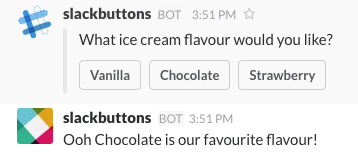 slackbuttons BOT 3:51 PM
What ice cream flavour would you like?
Vanilla Chocolate Strawberry
slackbuttons BOT 3:51 PM
Ooh Chocolate is our favourite flavour!